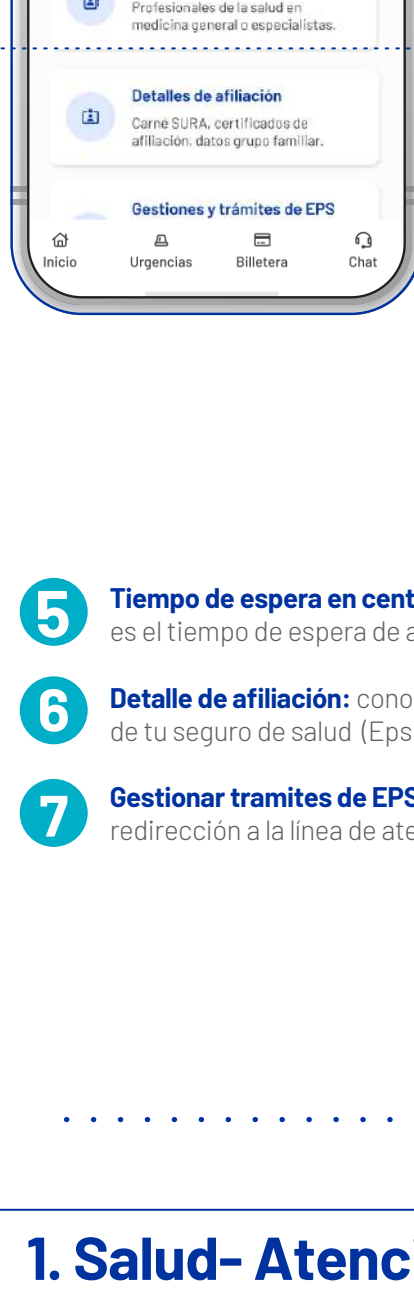 Profesionales de la salud en
medicina general o especialistas.
Detalles de afiliación
Carné SURA, certificados de
afiliación, datos grupo familiar.
Gestiones y trámites de EPS
Inicio
Urgencias
Billetera
Chat
5
Tiempo de espera en cent
es el tiempo de espera de a
6
Detalle de afiliación: cono
de tu seguro de salud (Eps
7
Gestionar tramites de EPS
redirección a la línea de ate
1. Salud- Atenci